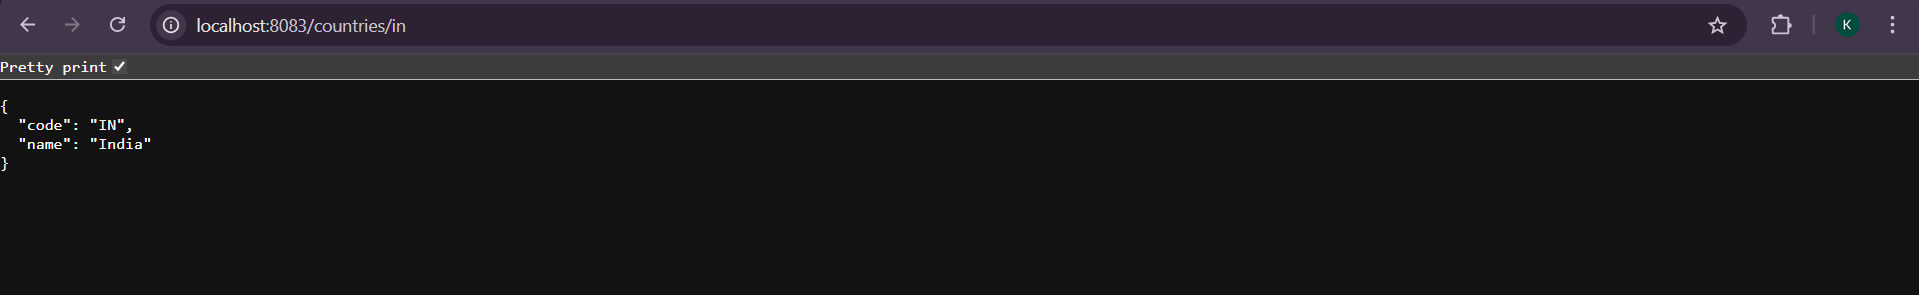 localhost:8083/countries/in
K
Pretty print
{
  "code": "IN",
  "name": "India"
}